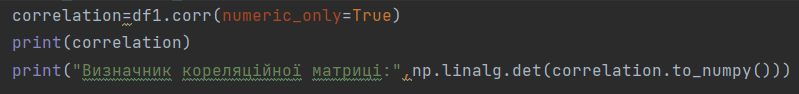 correlation=df1.corr(numeric_only=True)
print(correlation)
print("Визначник кореляційної матриці:",np.linalg.det(correlation.to_numpy()))